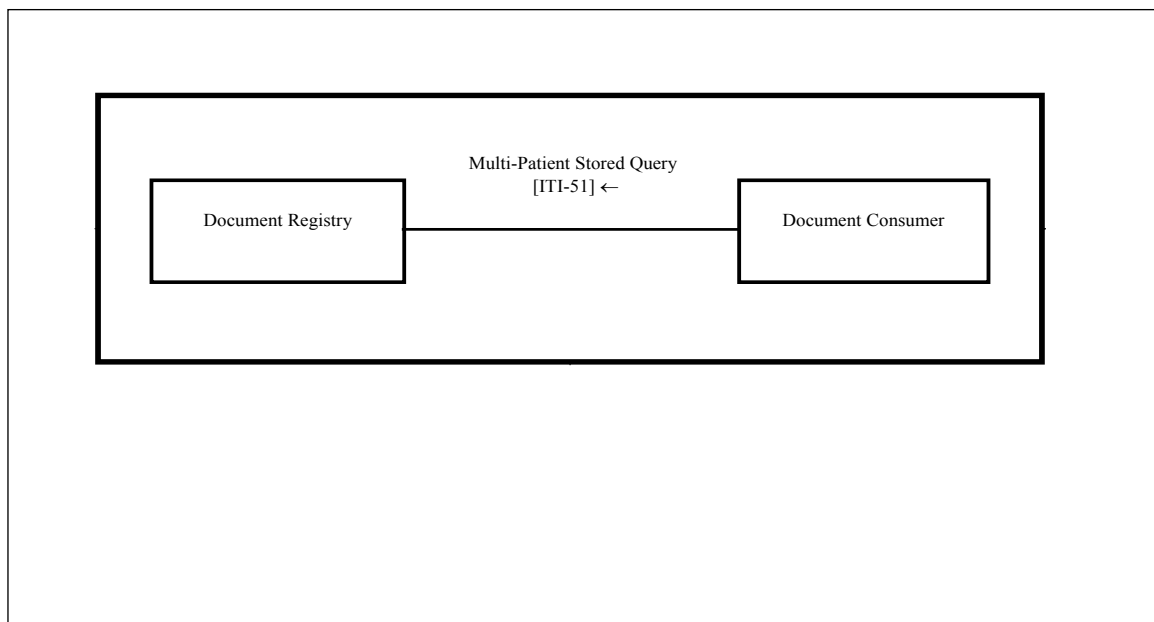 Multi-Patient Stored Query
[ITI-51] ←
Document Registry
Document Consumer